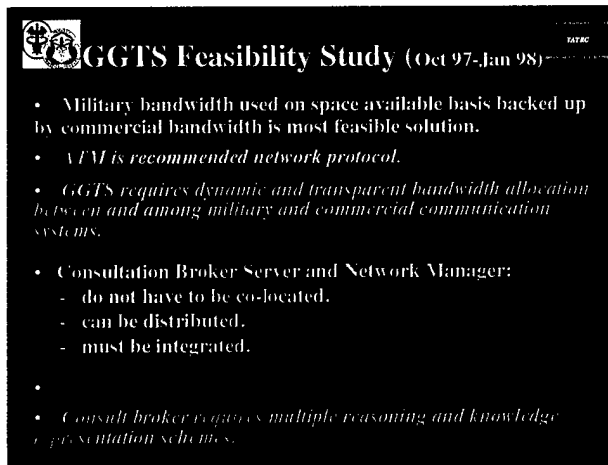 TATRC
GGTS Feasibility Study (Oct 97-Jan 98)
• Military bandwidth used on space available basis backed up
by commercial bandwidth is most feasible solution.
• ATM is recommended network protocol.
• GGTS requires dynamic and transparent bandwidth allocation
between and among military and commercial communication
systems.
• Consultation Broker Server and Network Manager:
- do not have to be co-located.
- can be distributed.
- must be integrated.
•
• Consult broker requires multiple reasoning and knowledge
representation schemes.